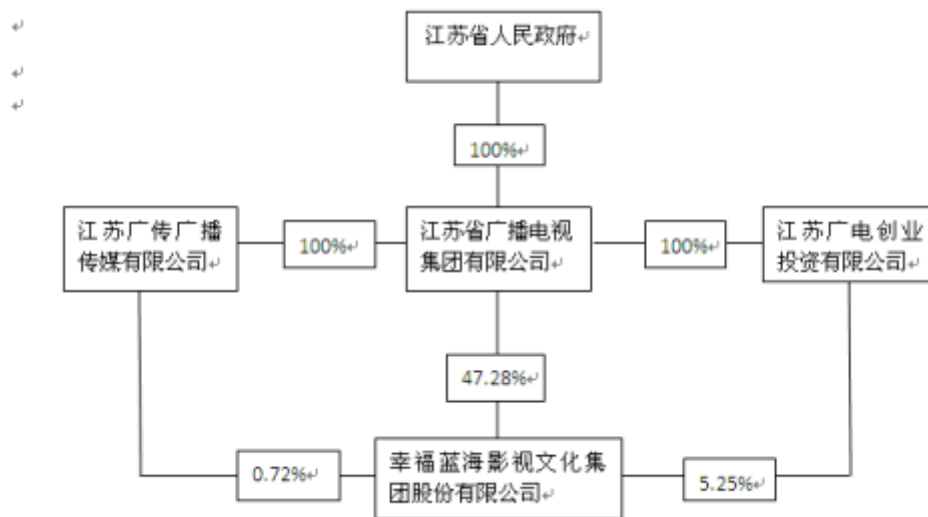 江苏省人民政府
100%
江苏广传广播
传媒有限公司
100%
江苏省广播电视
集团有限公司
100%
江苏广电创业
投资有限公司
47.28%
0.72%
幸福蓝海影视文化集
团股份有限公司
5.25%